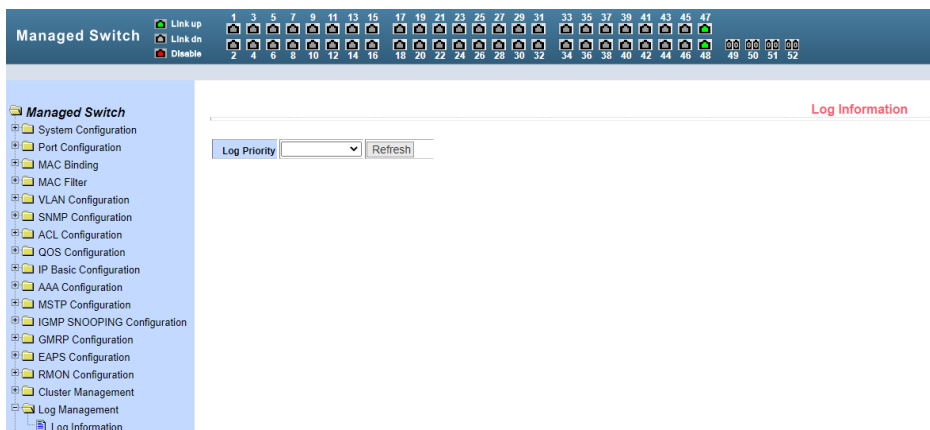 Managed Switch
Link up
Link dn
Disable
1 3 5 7 9 11 13 15 17 19 21 23 25 27 29 31 33 35 37 39 41 43 45 47
2 4 6 8 10 12 14 16 18 20 22 24 26 28 30 32 34 36 38 40 42 44 46 48 49 50 51 52
Managed Switch
System Configuration
Port Configuration
MAC Binding
MAC Filter
VLAN Configuration
SNMP Configuration
ACL Configuration
QOS Configuration
IP Basic Configuration
AAA Configuration
MSTP Configuration
IGMP SNOOPING Configuration
GMRP Configuration
EAPS Configuration
RMON Configuration
Cluster Management
Log Management
Log Information
Log Information
Log Priority
Refresh